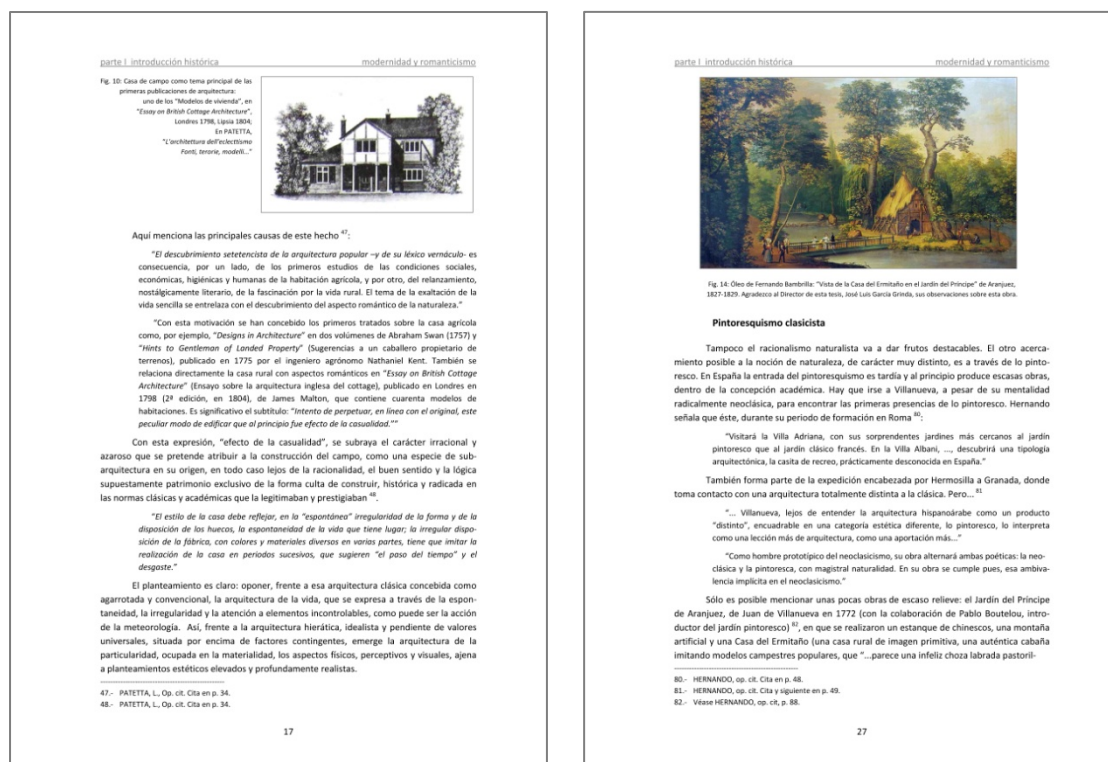 parte I introducción histórica modernidad y romanticismo
Fig. 10: Casa de campo como tema principal de las
primeras publicaciones de arquitectura:
uno de los "Modelos de vivienda", en
"Essay on British Cottage Architecture",
Londres 1798, Lipsia 1804;
En PATETTA,
"L'architettura dell'eclecttismo
Fonti, terorie, modelli..."
Aquí menciona las principales causas de este hecho 47:
"El descubrimiento setetencista de la arquitectura popular –y de su léxico vernáculo- es
consecuencia, por un lado, de los primeros estudios de las condiciones sociales,
económicas, higiénicas y humanas de la habitación agrícola, y por otro, del relanzamiento,
nostálgicamente literario, de la fascinación por la vida rural. El tema de la exaltación de la
vida sencilla se entrelaza con el descubrimiento del aspecto romántico de la naturaleza."
"Con esta motivación se han concebido los primeros tratados sobre la casa agrícola
como, por ejemplo, "Designs in Architecture" en dos volúmenes de Abraham Swan (1757) y
"Hints to Gentleman of Landed Property" (Sugerencias a un caballero propietario de
terrenos), publicado en 1775 por el ingeniero agrónomo Nathaniel Kent. También se
relaciona directamente la casa rural con aspectos románticos en "Essay on British Cottage
Architecture" (Ensayo sobre la arquitectura inglesa del cottage), publicado en Londres en
1798 (2ª edición, en 1804), de James Malton, que contiene cuarenta modelos de
habitaciones. Es significativo el subtítulo: "Intento de perpetuar, en linea con el original, este
peculiar modo de edificar que al principio fue efecto de la casualidad.""
Con esta expresión, "efecto de la casualidad", se subraya el carácter irracional y
azaroso que se pretende atribuir a la construcción del campo, como una especie de sub-
arquitectura en su origen, en todo caso lejos de la racionalidad, el buen sentido y la lógica
supuestamente patrimonio exclusivo de la forma culta de construir, histórica y radicada en
las normas clásicas y académicas que la legitimaban y prestigiaban 48.
"El estilo de la casa debe reflejar, en la "espontánea" irregularidad de la forma y de la
disposición de los huecos, la espontaneidad de la vida que tiene lugar; la irregular dispo-
sición de la fábrica, con colores y materiales diversos en varias partes, tiene que imitar la
realización de la casa en periodos sucesivos, que sugieren "el paso del tiempo" y el
desgaste."
El planteamiento es claro: oponer, frente a esa arquitectura clásica concebida como
agarrotada y convencional, la arquitectura de la vida, que se expresa a través de la espon-
taneidad, la irregularidad y la atención a elementos incontrolables, como puede ser la acción
de la meteorología. Así, frente a la arquitectura hierática, idealista y pendiente de valores
universales, situada por encima de factores contingentes, emerge la arquitectura de la
particularidad, ocupada en la materialidad, los aspectos físicos, perceptivos y visuales, ajena
a planteamientos estéticos elevados y profundamente realistas.
47.- PATETTA, L., Op. cit. Cita en p. 34.
48.- PATETTA, L., Op. cit. Cita en p. 34.
17
parte I introducción histórica modernidad y romanticismo
Fig. 14: Óleo de Fernando Bambrilla: "Vista de la Casa del Ermitaño en el Jardín del Príncipe" de Aranjuez,
1827-1829. Agradezco al Director de esta tesis, José Luis García Grinda, sus observaciones sobre esta obra.
Pintoresquismo clasicista
Tampoco el racionalismo naturalista va a dar frutos destacables. El otro acerca-
miento posible a la noción de naturaleza, de carácter muy distinto, es a través de lo pinto-
resco. En España la entrada del pintoresquismo es tardía y al principio produce escasas obras,
dentro de la concepción académica. Hay que irse a Villanueva, a pesar de su mentalidad
radicalmente neoclásica, para encontrar las primeras presencias de lo pintoresco. Hernando
señala que éste, durante su periodo de formación en Roma 80:
"Visitará la Villa Adriana, con sus sorprendentes jardines más cercanos al jardín
pintoresco que al jardín clásico francés. En la Villa Albani, ..., descubrirá una tipología
arquitectónica, la casita de recreo, prácticamente desconocida en España."
También forma parte de la expedición encabezada por Hermosilla a Granada, donde
toma contacto con una arquitectura totalmente distinta a la clásica. Pero... 81
"... Villanueva, lejos de entender la arquitectura hispanoárabe como un producto
"distinto", encuadrable en una categoría estética diferente, lo pintoresco, lo interpreta
como una lección más de arquitectura, como una aportación más..."
"Como hombre prototípico del neoclasicismo, su obra alternará ambas poéticas: la neo-
clásica y la pintoresca, con magistral naturalidad. En su obra se cumple pues, esa ambiva-
lencia implícita en el neoclasicismo."
Sólo es posible mencionar unas pocas obras de escaso relieve: el Jardín del Príncipe
de Aranjuez, de Juan de Villanueva en 1772 (con la colaboración de Pablo Boutelou, intro-
ductor del jardín pintoresco) 82, en que se realizaron un estanque de chinescos, una montaña
artificial y una Casa del Ermitaño (una casa rural de imagen primitiva, una auténtica cabaña
imitando modelos campestres populares, que "...parece una infeliz choza labrada pastoril-
80.- HERNANDO, op. cit. Cita en p. 48.
81.- HERNANDO, op. cit. Cita y siguiente en p. 49.
82.- Véase HERNANDO, op. cit, p. 88.
27